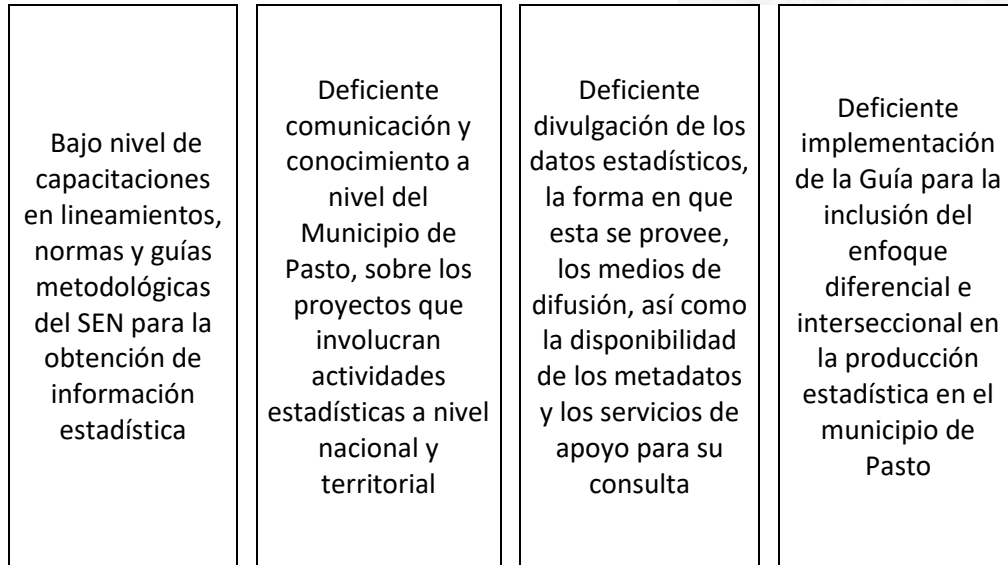 Bajo nivel de
capacitaciones
en lineamientos,
normas y guías
metodológicas
del SEN para la
obtención de
información
estadística
Deficiente
comunicación y
conocimiento a
nivel del
Municipio de
Pasto, sobre los
proyectos que
involucran
actividades
estadísticas a nivel
nacional y
territorial
Deficiente
divulgación de los
datos estadísticos,
la forma en que
esta se provee,
los medios de
difusión, así como
la disponibilidad
de los metadatos
y los servicios de
apoyo para su
consulta
Deficiente
implementación
de la Guía para la
inclusión del
enfoque
diferencial e
interseccional en
la producción
estadística en el
municipio de
Pasto